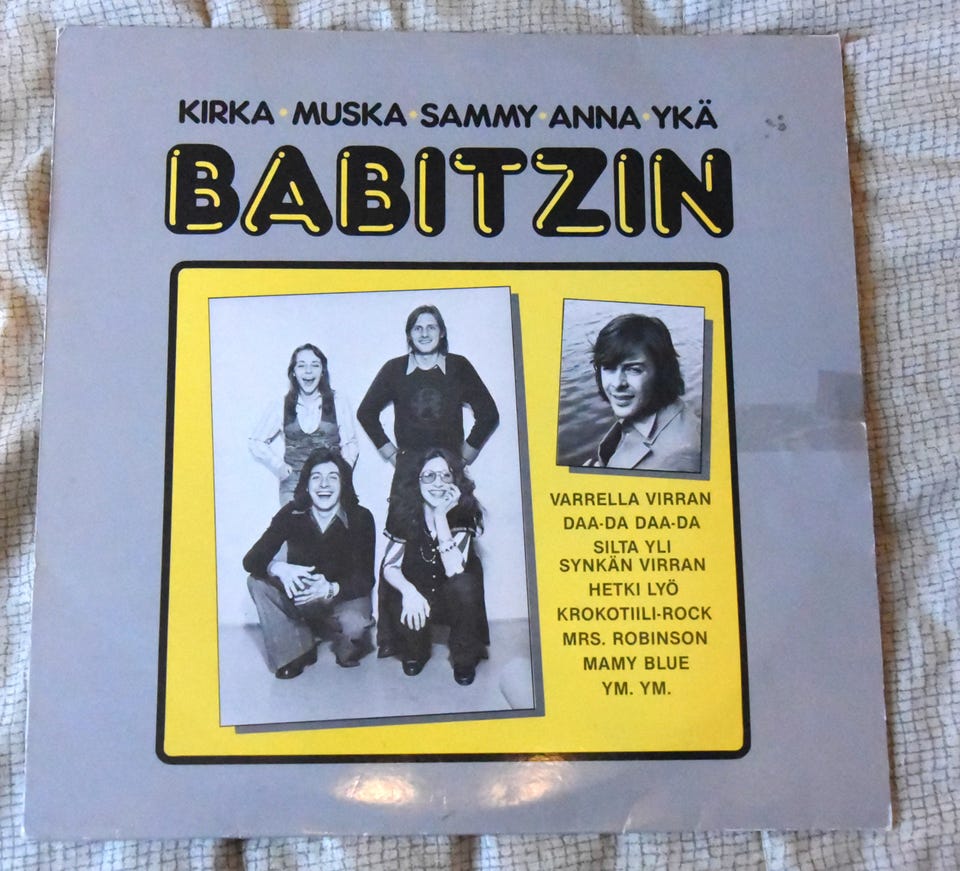 KIRKA·MUSKA·SAMMY·ANNA·YKÄ
BABITZIN
VARRELLA VIRRAN
DAA-DA DAA-DA
SILTA YLI
SYNKÄN VIRRAN
HETKI LYÖ
KROKOTIILI-ROCK
MRS. ROBINSON
MAMY BLUE
YM. YM.